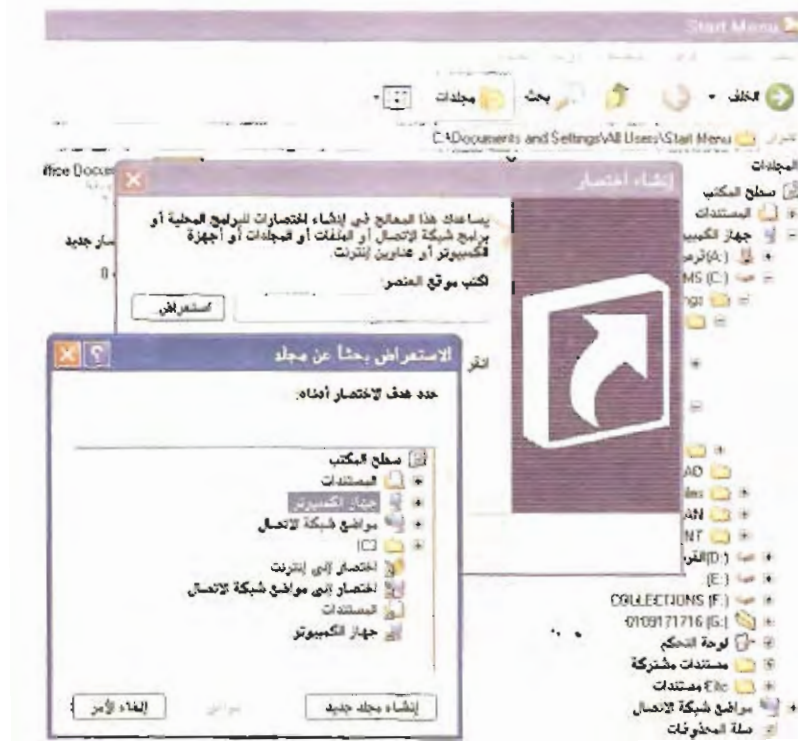 Start Menu
الخلف
بحث
مجلدات
C:\Documents and Settings\All Users\Start Menu
المجلدات
سطح المكتب
المستندات
جهاز الكمبيوتر
(A:)
(C:)
(D:)
(E:)
COLLECTIONS (F:)
0109171716 (G:)
لوحة التحكم
مستندات مشتركة
مستندات Elte
مواضع شبكة الاتصال
سلة المحذوفات
إنشاء اختصار
يساعدك هذا المعالج في إنشاء اختصارات للبرامج المحلية أو
برامج شبكة الاتصال أو الملفات أو المجلدات أو أجهزة
الكمبيوتر أو عناوين إنترنت.
اكتب موقع العنصر:
استعراض...
انقر
الاستعراض بحثاً عن مجلد
حدد هدف الاختصار أدناه:
سطح المكتب
المستندات
جهاز الكمبيوتر
مواضع شبكة الاتصال
اختصار إلى إنترنت
اختصار إلى مواضع شبكة الاتصال
المستندات
جهاز الكمبيوتر
إنشاء مجلد جديد
موافق
إلغاء الأمر